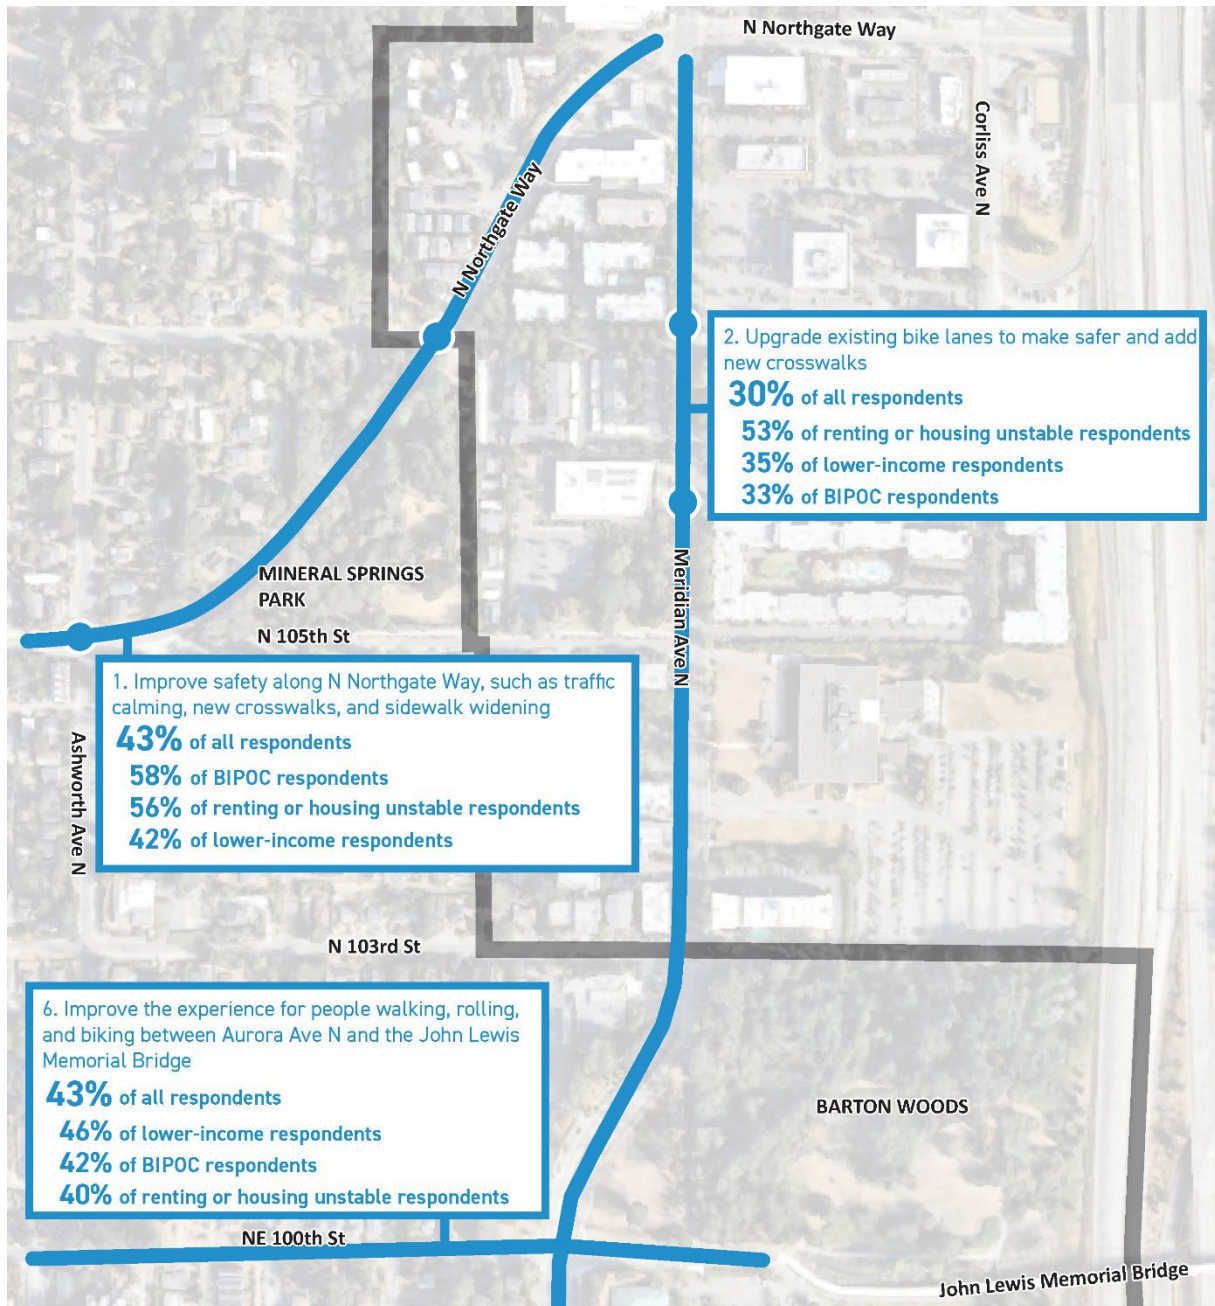 N Northgate Way
Corliss Ave N
N Northgate Way
2. Upgrade existing bike lanes to make safer and add
new crosswalks
30% of all respondents
53% of renting or housing unstable respondents
35% of lower-income respondents
33% of BIPOC respondents
Meridian Ave N
MINERAL SPRINGS
PARK
N 105th St
1. Improve safety along N Northgate Way, such as traffic
calming, new crosswalks, and sidewalk widening
43% of all respondents
58% of BIPOC respondents
56% of renting or housing unstable respondents
42% of lower-income respondents
Ashworth Ave N
N 103rd St
6. Improve the experience for people walking, rolling,
and biking between Aurora Ave N and the John Lewis
Memorial Bridge
43% of all respondents
46% of lower-income respondents
42% of BIPOC respondents
40% of renting or housing unstable respondents
BARTON WOODS
NE 100th St
John Lewis Memorial Bridge